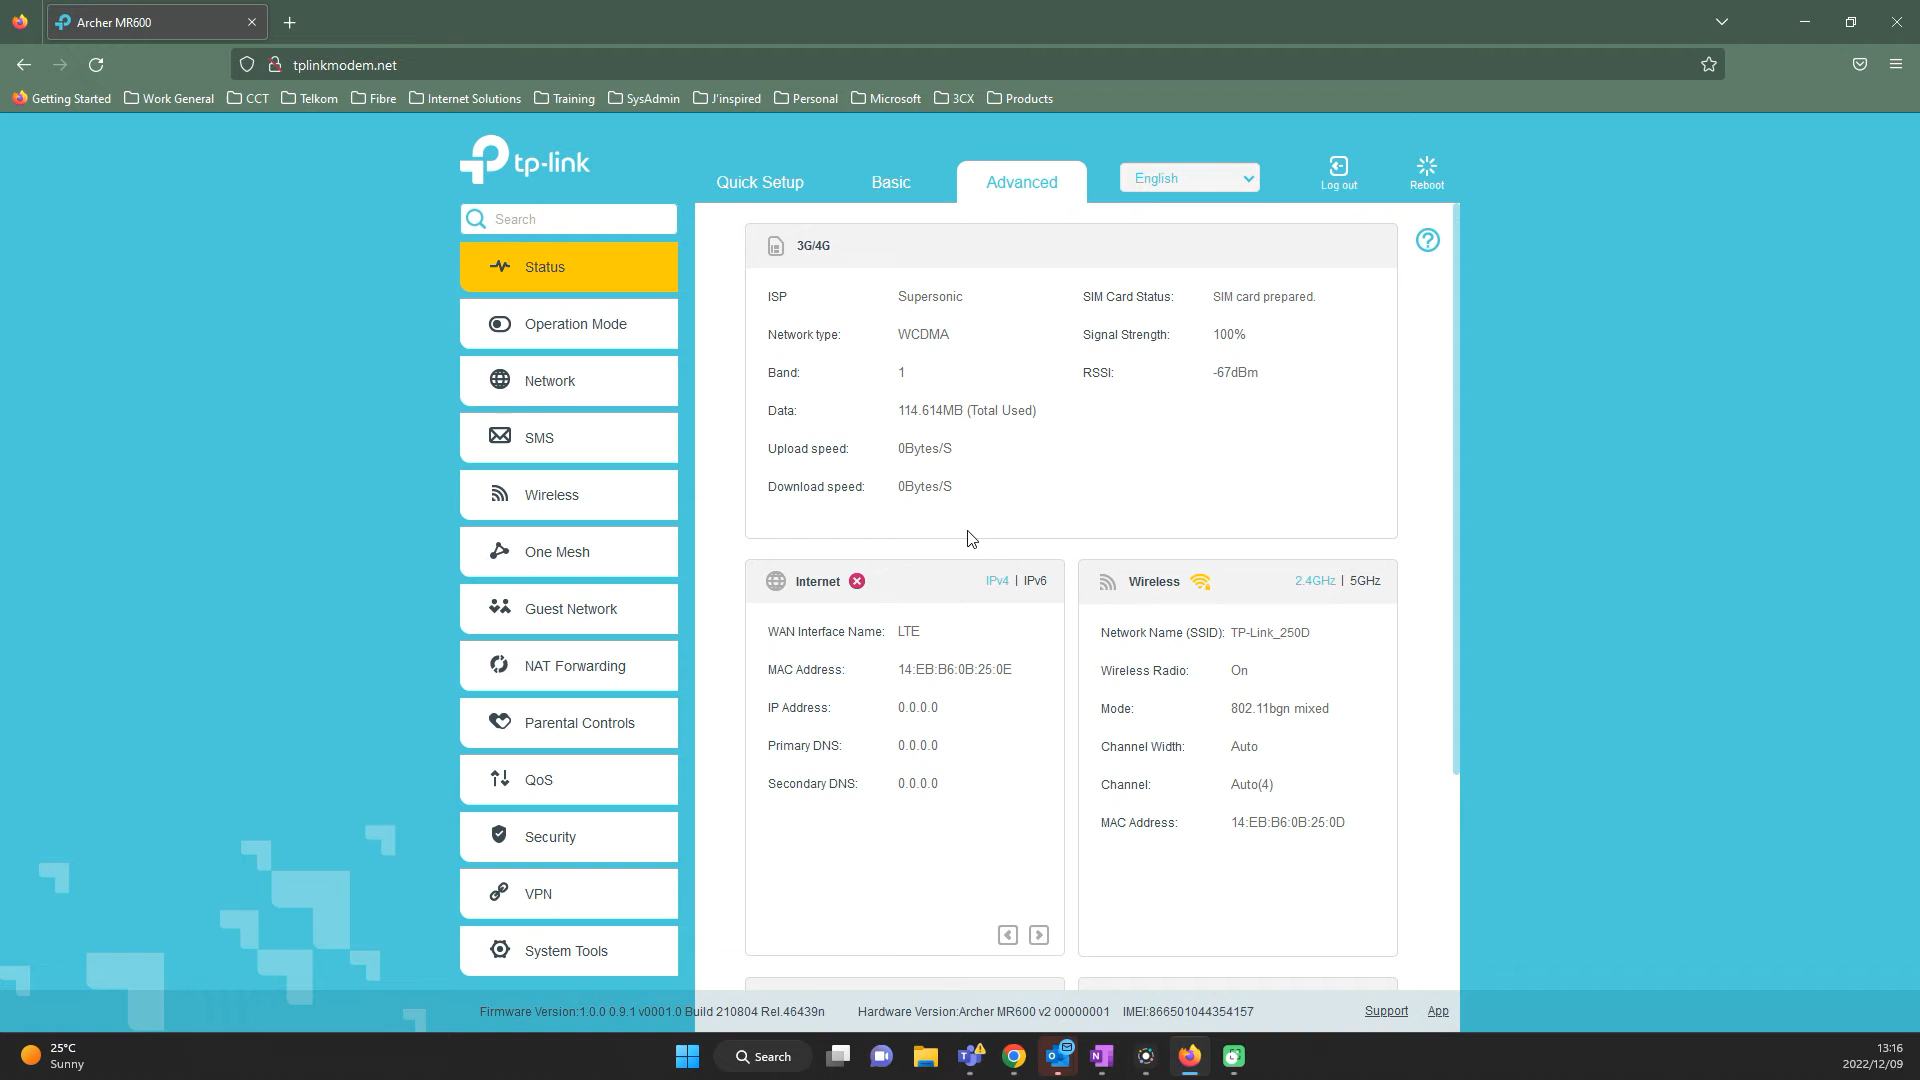 Archer MR600
tplinkmodem.net
Getting Started
Work General
CCT
Telkom
Fibre
Internet Solutions
Training
SysAdmin
J'inspired
Personal
Microsoft
3CX
Products
tp-link
Quick Setup
Basic
Advanced
English
Log out
Reboot
Search
Status
Operation Mode
Network
SMS
Wireless
One Mesh
Guest Network
NAT Forwarding
Parental Controls
QoS
Security
VPN
System Tools
3G/4G
ISP Supersonic
SIM Card Status: SIM card prepared.
Network type: WCDMA
Signal Strength: 100%
Band: 1
RSSI: -67dBm
Data: 114.614MB (Total Used)
Upload speed: 0Bytes/S
Download speed: 0Bytes/S
Internet IPv4 | IPv6
WAN Interface Name: LTE
MAC Address: 14:EB:B6:0B:25:0E
IP Address: 0.0.0.0
Primary DNS: 0.0.0.0
Secondary DNS: 0.0.0.0
Wireless 2.4GHz | 5GHz
Network Name (SSID): TP-Link_250D
Wireless Radio: On
Mode: 802.11bgn mixed
Channel Width: Auto
Channel: Auto(4)
MAC Address: 14:EB:B6:0B:25:0D
Firmware Version:1.0.0 0.9.1 v0001.0 Build 210804 Rel.46439n Hardware Version:Archer MR600 v2 00000001 IMEI:866501044354157 Support App
25°C
Sunny
Search
13:16
2022/12/09